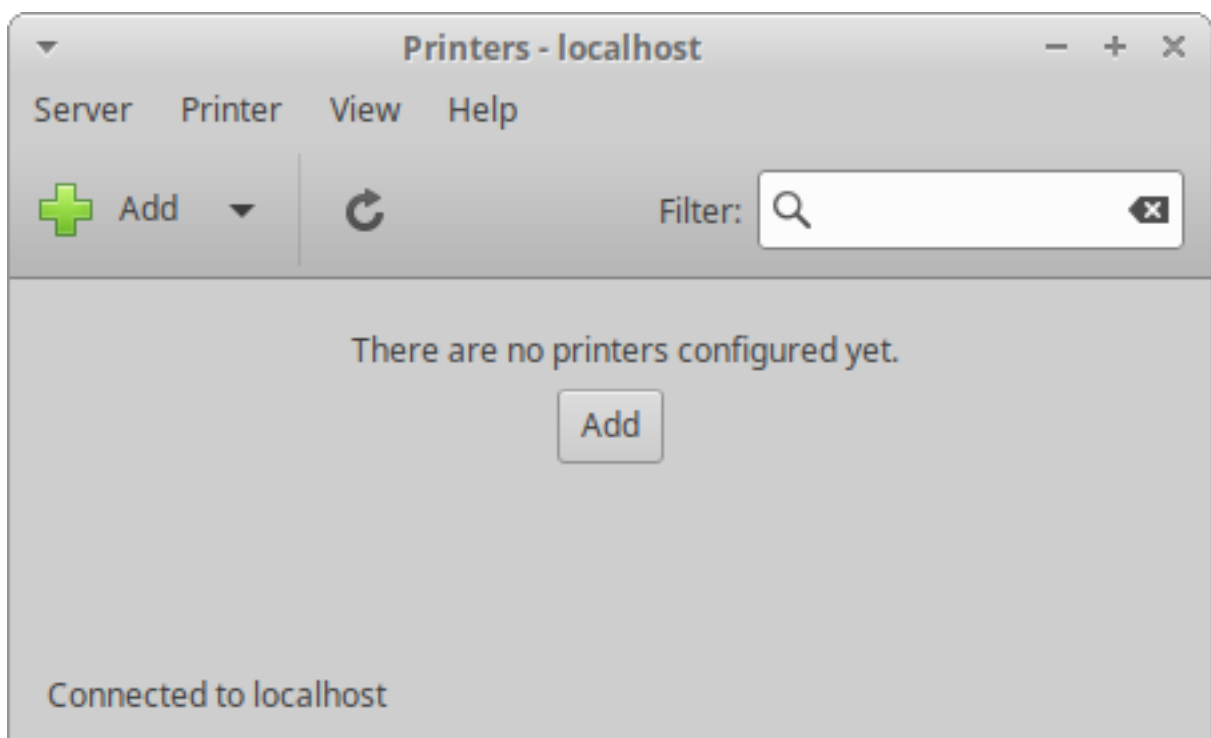 Printers - localhost
Server Printer View Help
Add Filter:
There are no printers configured yet.
Add
Connected to localhost